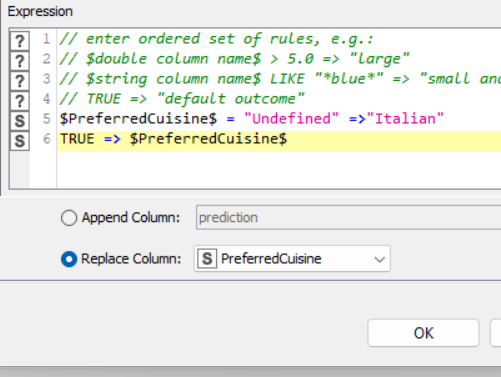 Expression
? 1 // enter ordered set of rules, e.g.:
? 2 // $double column name$ > 5.0 => "large"
? 3 // $string column name$ LIKE "*blue*" => "small and
? 4 // TRUE => "default outcome"
S 5 $PreferredCuisine$ = "Undefined" =>"Italian"
S 6 TRUE => $PreferredCuisine$
Append Column: prediction
Replace Column: S PreferredCuisine
OK